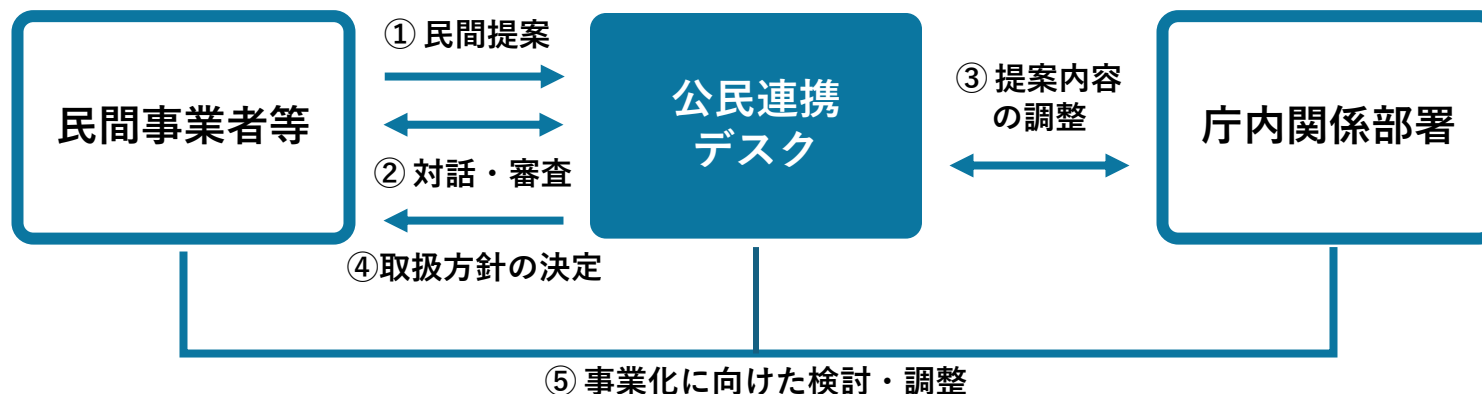 民間事業者等
① 民間提案
② 対話・審査
④取扱方針の決定
公民連携
デスク
③ 提案内容
の調整
庁内関係部署
⑤ 事業化に向けた検討・調整